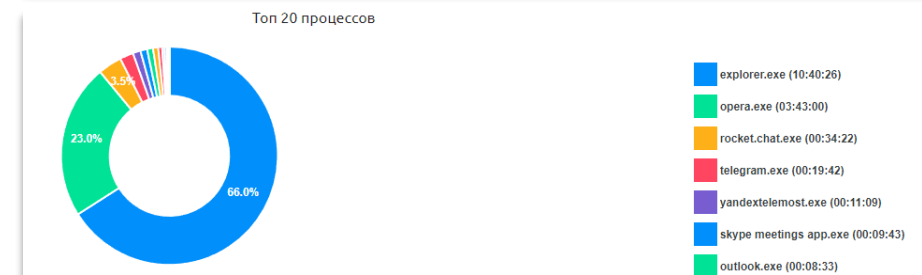 Топ 20 процессов
3.5%
23.0%
66.0%
explorer.exe (10:40:26)
opera.exe (03:43:00)
rocket.chat.exe (00:34:22)
telegram.exe (00:19:42)
yandextelemost.exe (00:11:09)
skype meetings app.exe (00:09:43)
outlook.exe (00:08:33)